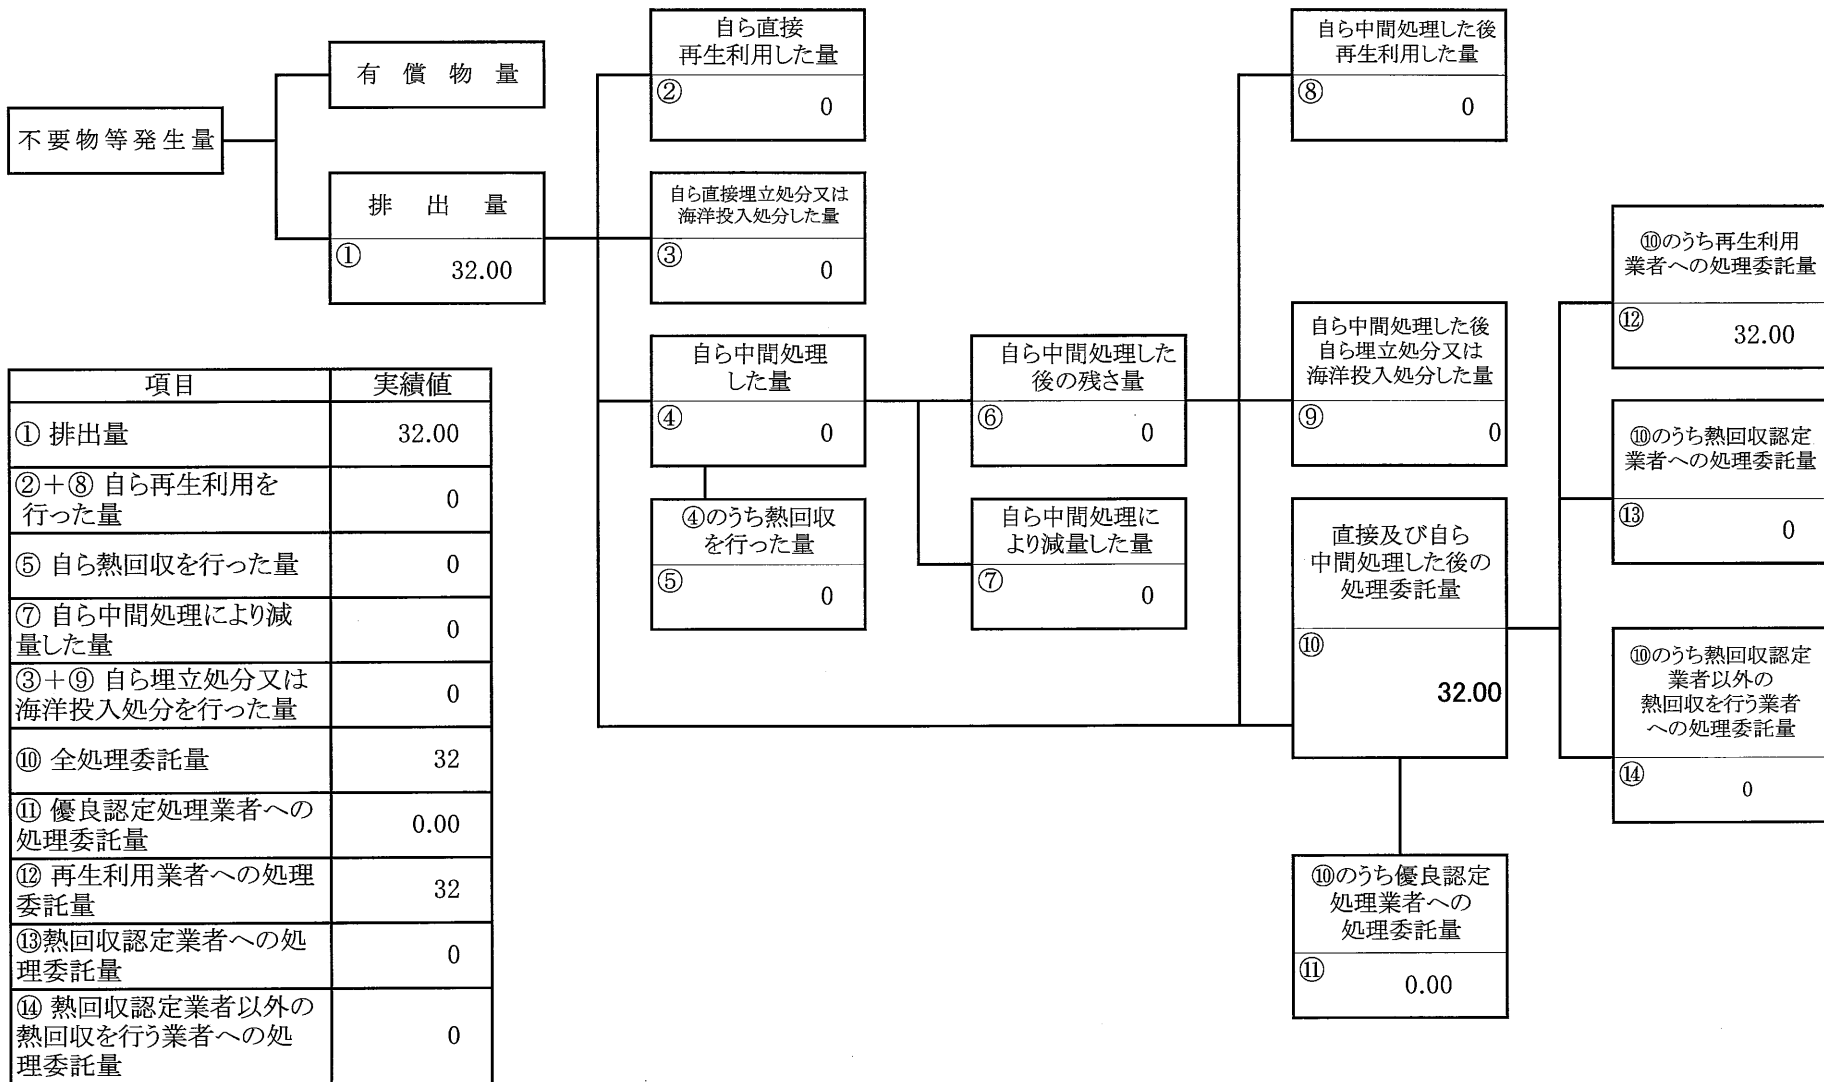 不要物等発生量
有償物量
排出量
①
32.00
自ら直接
再生利用した量
②
0
自ら直接埋立処分又は
海洋投入処分した量
③
0
自ら中間処理
した量
④
0
④のうち熱回収
を行った量
⑤
0
自ら中間処理した
後の残さ量
⑥
0
自ら中間処理に
より減量した量
⑦
0
自ら中間処理した後
再生利用した量
⑧
0
自ら中間処理した後
自ら埋立処分又は
海洋投入処分した量
⑨
0
直接及び自ら
中間処理した後の
処理委託量
⑩
32.00
⑩のうち優良認定
処理業者への
処理委託量
⑪
0.00
⑩のうち再生利用
業者への処理委託量
⑫
32.00
⑩のうち熱回収認定
業者への処理委託量
⑬
0
⑩のうち熱回収認定
業者以外の
熱回収を行う業者
への処理委託量
⑭
0
項目 実績値
① 排出量 32.00
②＋⑧ 自ら再生利用を
行った量 0
⑤ 自ら熱回収を行った量 0
⑦ 自ら中間処理により減
量した量 0
③＋⑨ 自ら埋立処分又は
海洋投入処分を行った量 0
⑩ 全処理委託量 32
⑪ 優良認定処理業者への
処理委託量 0.00
⑫ 再生利用業者への処理
委託量 32
⑬熱回収認定業者への処
理委託量 0
⑭ 熱回収認定業者以外の
熱回収を行う業者への処
理委託量 0